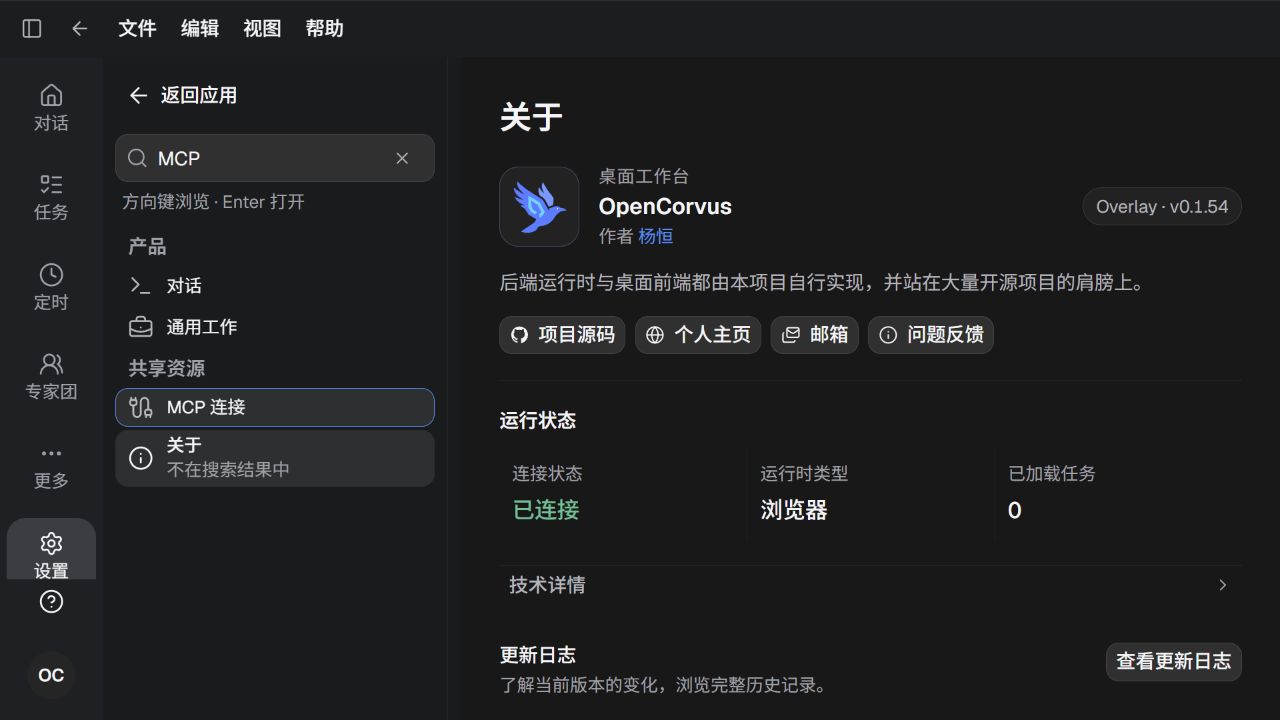 文件 编辑 视图 帮助
对话
任务
定时
专家团
更多
设置
OC
返回应用
MCP
方向键浏览 · Enter 打开
产品
对话
通用工作
共享资源
MCP 连接
关于
不在搜索结果中
关于
桌面工作台
OpenCorvus
作者 杨恒
Overlay · v0.1.54
后端运行时与桌面前端都由本项目自行实现，并站在大量开源项目的肩膀上。
项目源码 个人主页 邮箱 问题反馈
运行状态
连接状态 运行时类型 已加载任务
已连接 浏览器 0
技术详情
更新日志
了解当前版本的变化，浏览完整历史记录。
查看更新日志